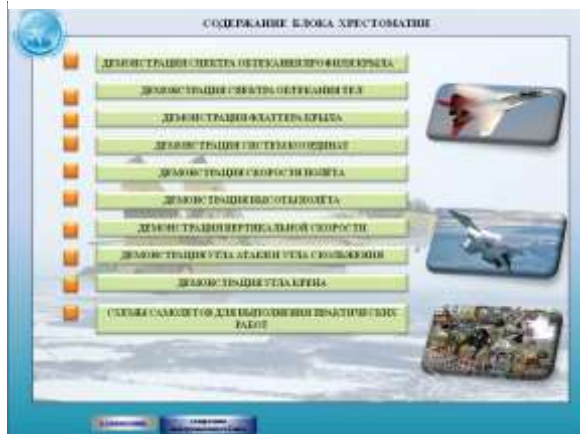 СОДЕРЖАНИЕ БЛОКА ХРЕСТОМАТИИ
ДЕМОНСТРАЦИЯ СПЕКТРА ОБТЕКАНИЯ ПРОФИЛЯ КРЫЛА
ДЕМОНСТРАЦИЯ СПЕКТРА ОБТЕКАНИЯ ТЕЛ
ДЕМОНСТРАЦИЯ ФЛАТТЕРА КРЫЛА
ДЕМОНСТРАЦИЯ СИСТЕМ КООРДИНАТ
ДЕМОНСТРАЦИЯ СКОРОСТИ ПОЛЁТА
ДЕМОНСТРАЦИЯ ВЫСОТЫ ПОЛЁТА
ДЕМОНСТРАЦИЯ ВЕРТИКАЛЬНОЙ СКОРОСТИ
ДЕМОНСТРАЦИЯ УГЛА АТАКИ И УГЛА СКОЛЬЖЕНИЯ
ДЕМОНСТРАЦИЯ УГЛА КРЕНА
СХЕМЫ САМОЛЕТОВ ДЛЯ ВЫПОЛНЕНИЯ ПРАКТИЧЕСКИХ
РАБОТ